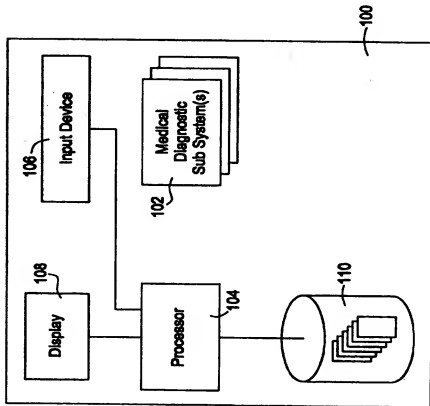 100
108
Display
106
Input Device
Processor
104
Medical
Diagnostic
Sub System(s)
102
110